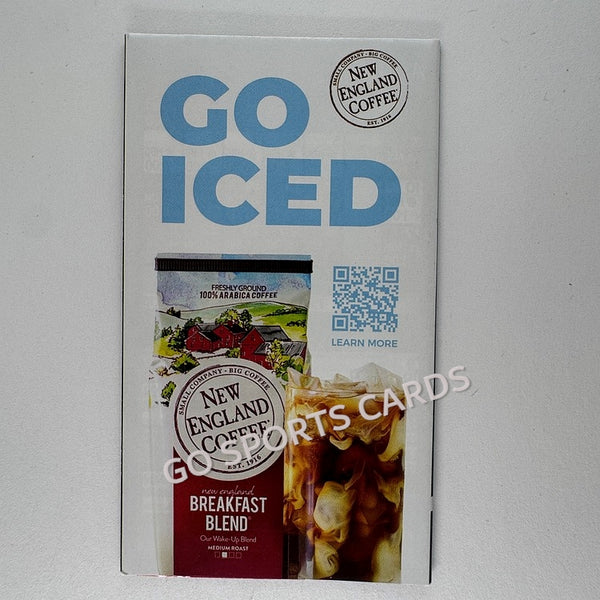 GO
ICED
SMALL COMPANY · BIG COFFEE
NEW
ENGLAND
COFFEE
EST. 1916
FRESHLY GROUND
100% ARABICA COFFEE
LEARN MORE
SMALL COMPANY · BIG COFFEE
NEW
ENGLAND
COFFEE
EST. 1916
GO SPORTS CARDS
new england
BREAKFAST
BLEND
Our Wake-Up Blend
MEDIUM ROAST